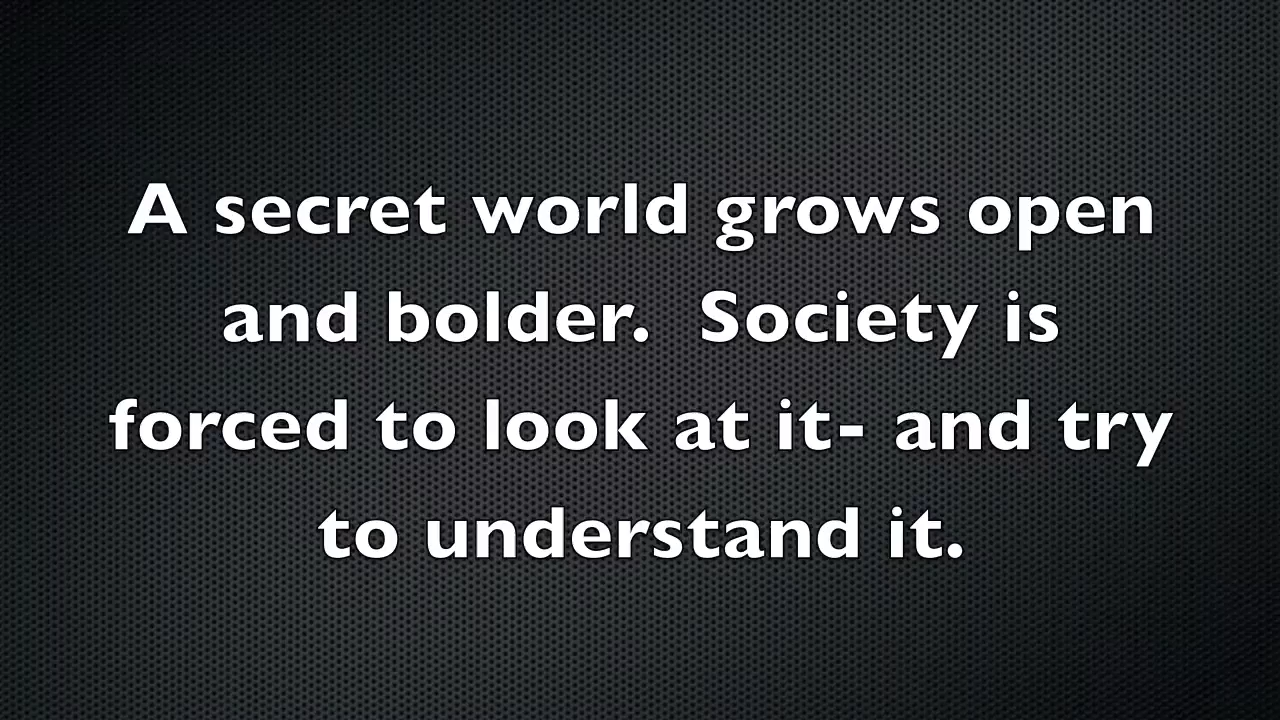 A secret world grows open
and bolder.  Society is
forced to look at it- and try
to understand it.